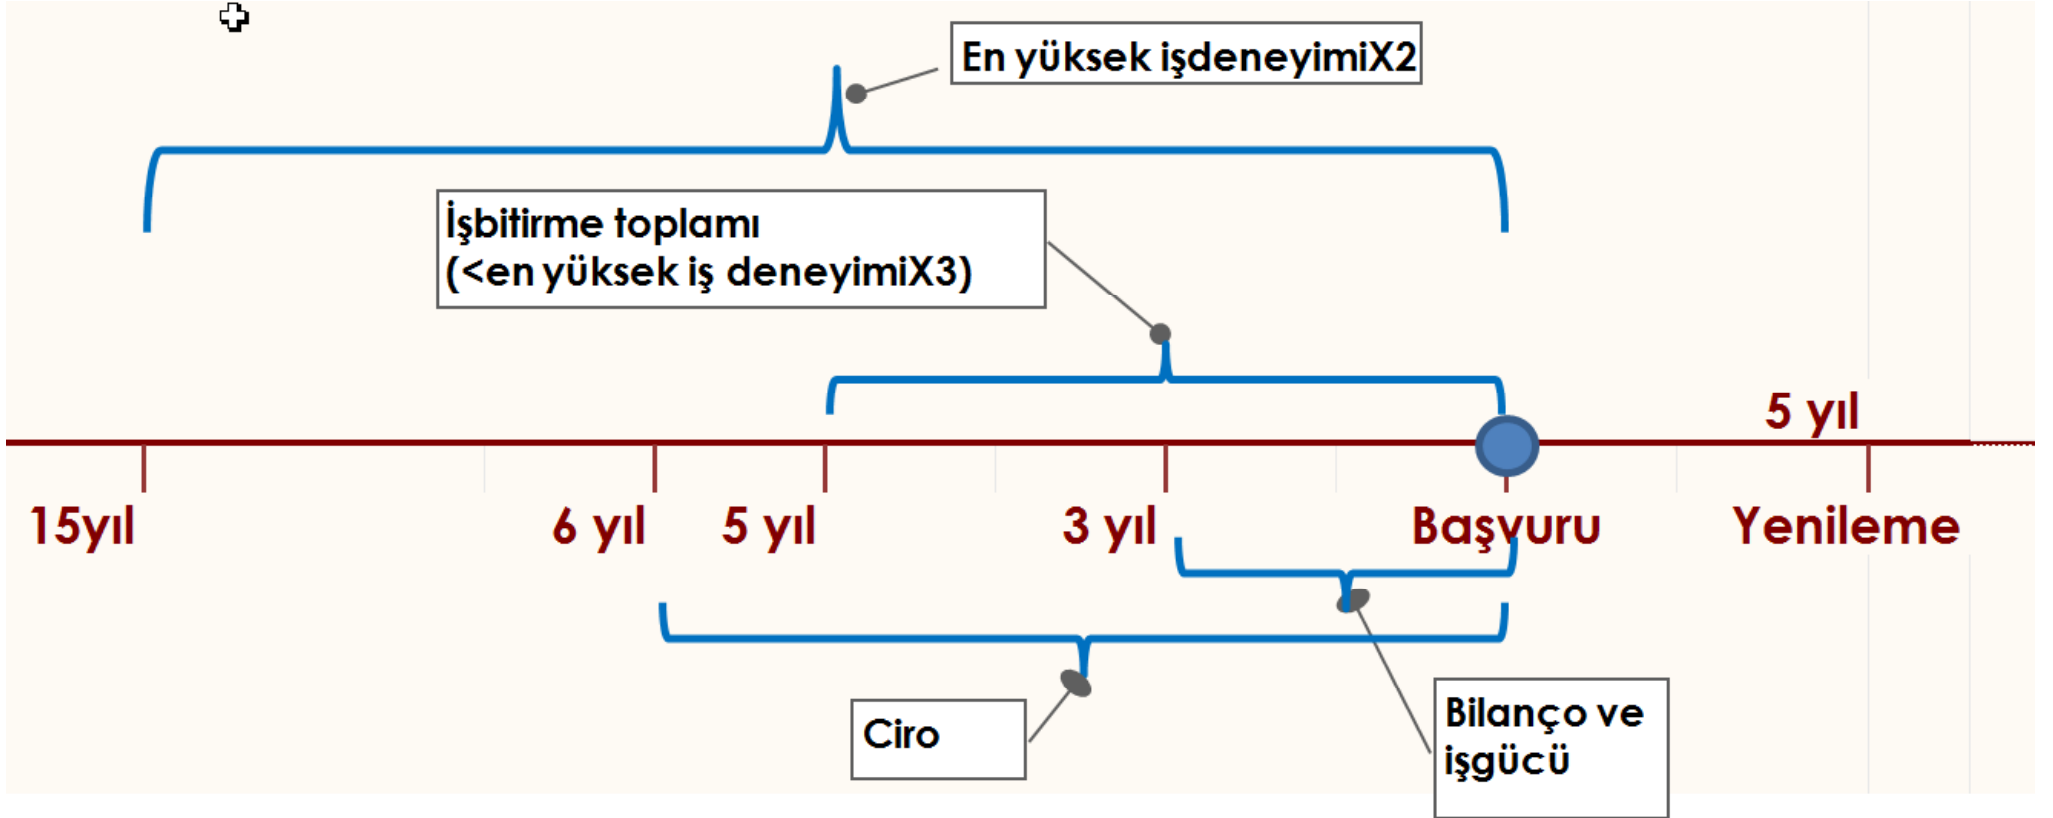 En yüksek işdeneyimiX2
İşbitirme toplamı
(<en yüksek iş deneyimiX3)
5 yıl
15yıl
6 yıl
5 yıl
3 yıl
Başvuru
Yenileme
Ciro
Bilanço ve
işgücü